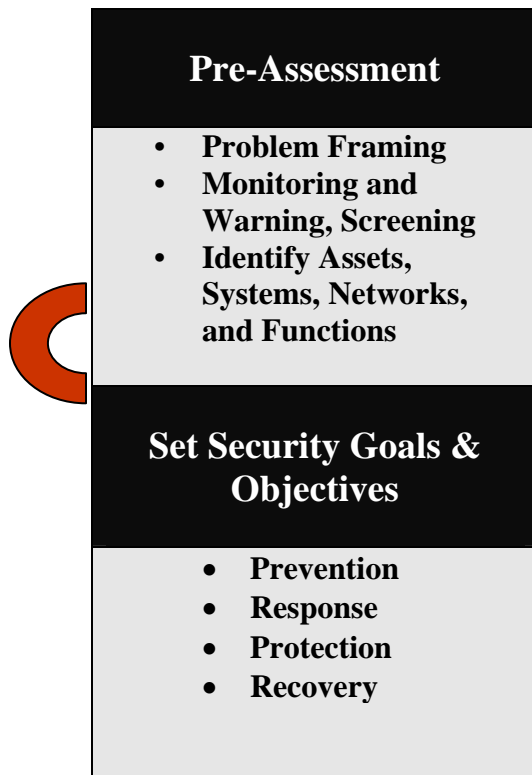 Pre-Assessment
• Problem Framing
• Monitoring and
Warning, Screening
• Identify Assets,
Systems, Networks,
and Functions
Set Security Goals &
Objectives
• Prevention
• Response
• Protection
• Recovery